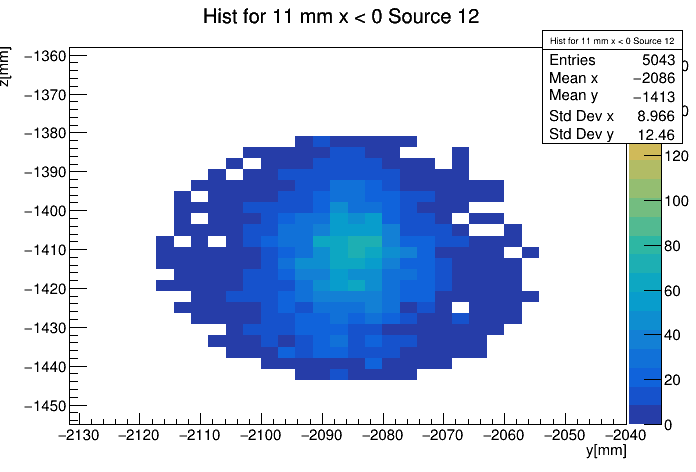 Hist for 11 mm x < 0 Source 12
z[mm]
Hist for 11 mm x < 0 Source 12
Entries 5043
Mean x −2086
Mean y −1413
Std Dev x 8.966
Std Dev y 12.46
−1360
−1370
−1380
−1390
−1400
−1410
−1420
−1430
−1440
−1450
−2130 −2120 −2110 −2100 −2090 −2080 −2070 −2060 −2050 −2040
y[mm]
120
100
80
60
40
20
0